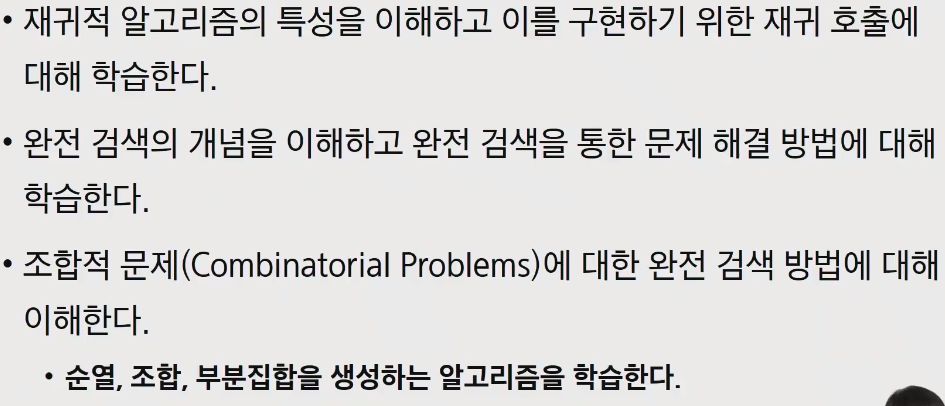 • 재귀적 알고리즘의 특성을 이해하고 이를 구현하기 위한 재귀 호출에
대해 학습한다.
• 완전 검색의 개념을 이해하고 완전 검색을 통한 문제 해결 방법에 대해
학습한다.
• 조합적 문제(Combinatorial Problems)에 대한 완전 검색 방법에 대해
이해한다.
• 순열, 조합, 부분집합을 생성하는 알고리즘을 학습한다.